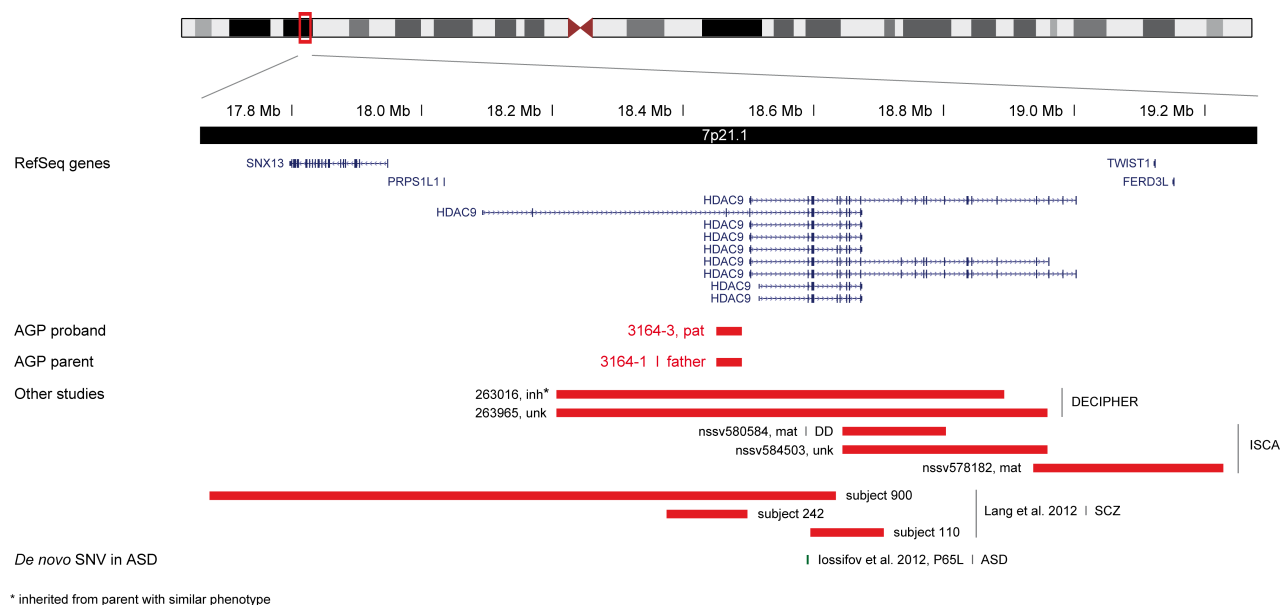 17.8 Mb | 18.0 Mb | 18.2 Mb | 18.4 Mb | 18.6 Mb | 18.8 Mb | 19.0 Mb | 19.2 Mb |
7p21.1
RefSeq genes
SNX13
TWIST1
PRPS1L1
FERD3L
HDAC9
HDAC9
HDAC9
HDAC9
HDAC9
HDAC9
HDAC9
HDAC9
HDAC9
AGP proband
3164-3, pat
AGP parent
3164-1 | father
Other studies
263016, inh*
263965, unk
DECIPHER
nssv580584, mat | DD
nssv584503, unk
nssv578182, mat
ISCA
subject 900
subject 242
subject 110
Lang et al. 2012 | SCZ
De novo SNV in ASD
Iossifov et al. 2012, P65L | ASD
* inherited from parent with similar phenotype